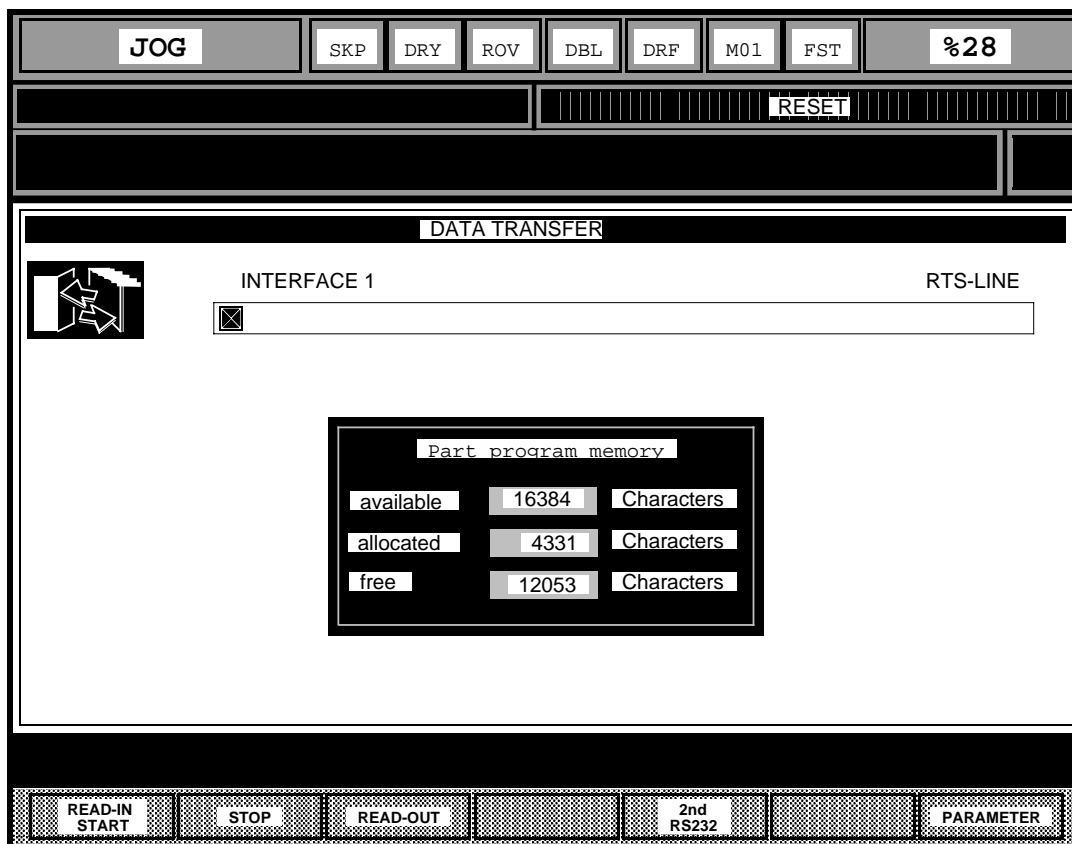 JOG SKP DRY ROV DBL DRF M01 FST %28
RESET
DATA TRANSFER
INTERFACE 1 RTS-LINE
Part program memory
available 16384 Characters
allocated 4331 Characters
free 12053 Characters
READ-IN START STOP READ-OUT 2nd RS232 PARAMETER